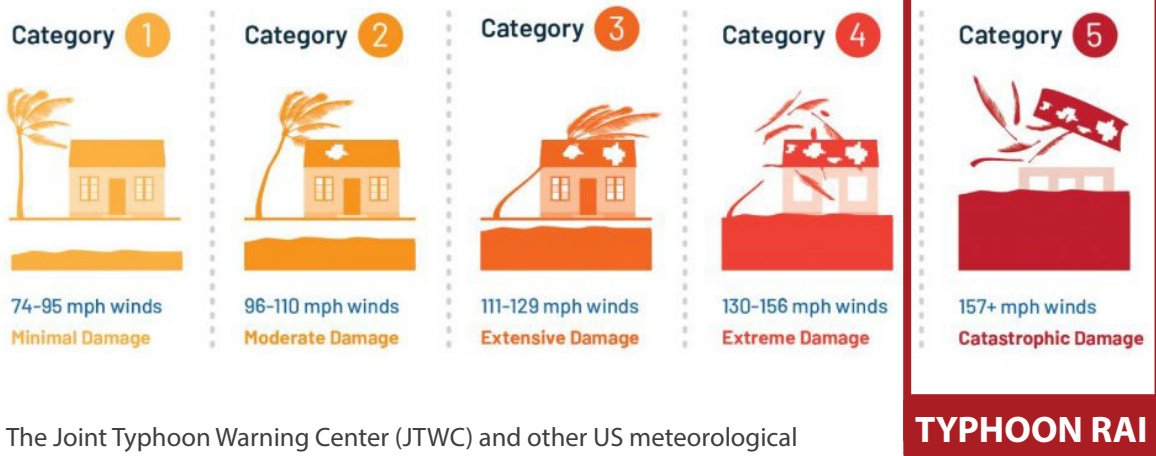 Category 1
Category 2
Category 3
Category 4
Category 5
74-95 mph winds
Minimal Damage
96-110 mph winds
Moderate Damage
111-129 mph winds
Extensive Damage
130-156 mph winds
Extreme Damage
157+ mph winds
Catastrophic Damage
TYPHOON RAI
The Joint Typhoon Warning Center (JTWC) and other US meteorological